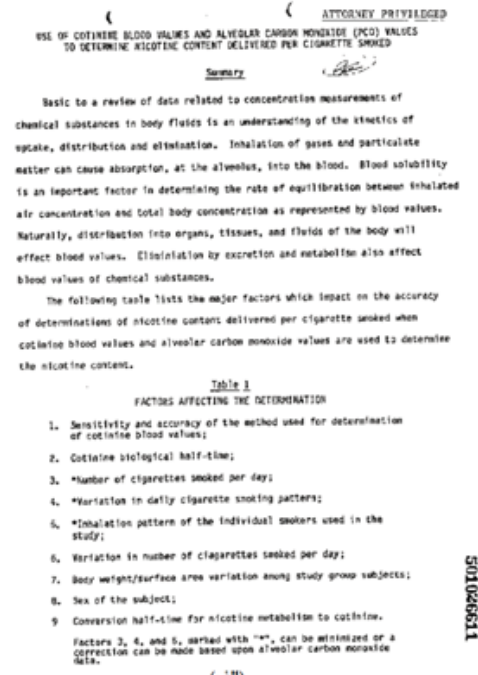 ATTORNEY PRIVILEGED
USE OF COTININE BLOOD VALUES AND ALVEOLAR CARBON MONOXIDE (PCO) VALUES
TO DETERMINE NICOTINE CONTENT DELIVERED PER CIGARETTE SMOKED
Summary
Basic to a review of data related to concentration measurements of
chemical substances in body fluids is an understanding of the kinetics of
uptake, distribution and elimination. Inhalation of gases and particulate
matter can cause absorption, at the alveolus, into the blood. Blood solubility
is an important factor in determining the rate of equilibration between inhalated
air concentration and total body concentration as represented by blood values.
Naturally, distribution into organs, tissues, and fluids of the body will
effect blood values. Eliminiation by excretion and metabolism also affect
blood values of chemical substances.
The following table lists the major factors which impact on the accuracy
of determinations of nicotine content delivered per cigarette smoked when
cotinine blood values and alveolar carbon monoxide values are used to determine
the nicotine content.
Table 1
FACTORS AFFECTING THE DETERMINATION
1. Sensitivity and accuracy of the method used for determination
of cotinine blood values;
2. Cotinine biological half-time;
3. *Number of cigarettes smoked per day;
4. *Variation in daily cigarette smoking pattern;
5. *Inhalation pattern of the individual smokers used in the
study;
6. Variation in number of ciagarettes smoked per day;
7. Body weight/surface area variation among study group subjects;
8. Sex of the subject;
9 Conversion half-time for nicotine metabolism to cotinine.
Factors 3, 4, and 5, marked with "*", can be minimized or a
correction can be made based upon alveolar carbon monoxide
data.
501026611